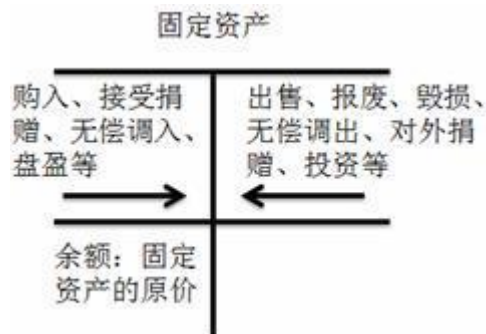 固定资产
购入、接受捐
赠、无偿调入、
盘盈等
出售、报废、毁损、
无偿调出、对外捐
赠、投资等
余额：固定
资产的原价